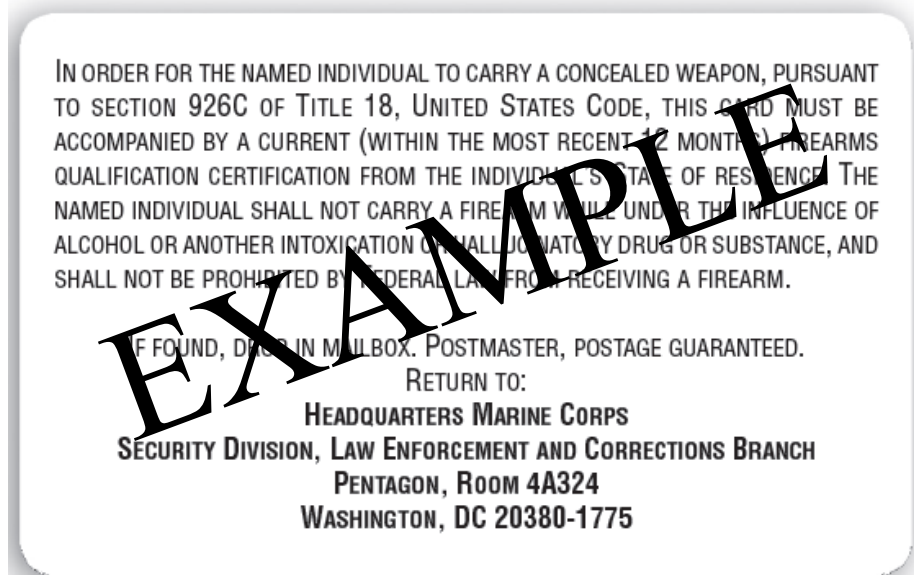 IN ORDER FOR THE NAMED INDIVIDUAL TO CARRY A CONCEALED WEAPON, PURSUANT
TO SECTION 926C OF TITLE 18, UNITED STATES CODE, THIS CARD MUST BE
ACCOMPANIED BY A CURRENT (WITHIN THE MOST RECENT 12 MONTHS) FIREARMS
QUALIFICATION CERTIFICATION FROM THE INDIVIDUAL'S STATE OF RESIDENCE. THE
NAMED INDIVIDUAL SHALL NOT CARRY A FIREARM WHILE UNDER THE INFLUENCE OF
ALCOHOL OR ANOTHER INTOXICATION OR HALLUCINATORY DRUG OR SUBSTANCE, AND
SHALL NOT BE PROHIBITED BY FEDERAL LAW FROM RECEIVING A FIREARM.
EXAMPLE
IF FOUND, DROP IN MAILBOX. POSTMASTER, POSTAGE GUARANTEED.
RETURN TO:
HEADQUARTERS MARINE CORPS
SECURITY DIVISION, LAW ENFORCEMENT AND CORRECTIONS BRANCH
PENTAGON, ROOM 4A324
WASHINGTON, DC 20380-1775